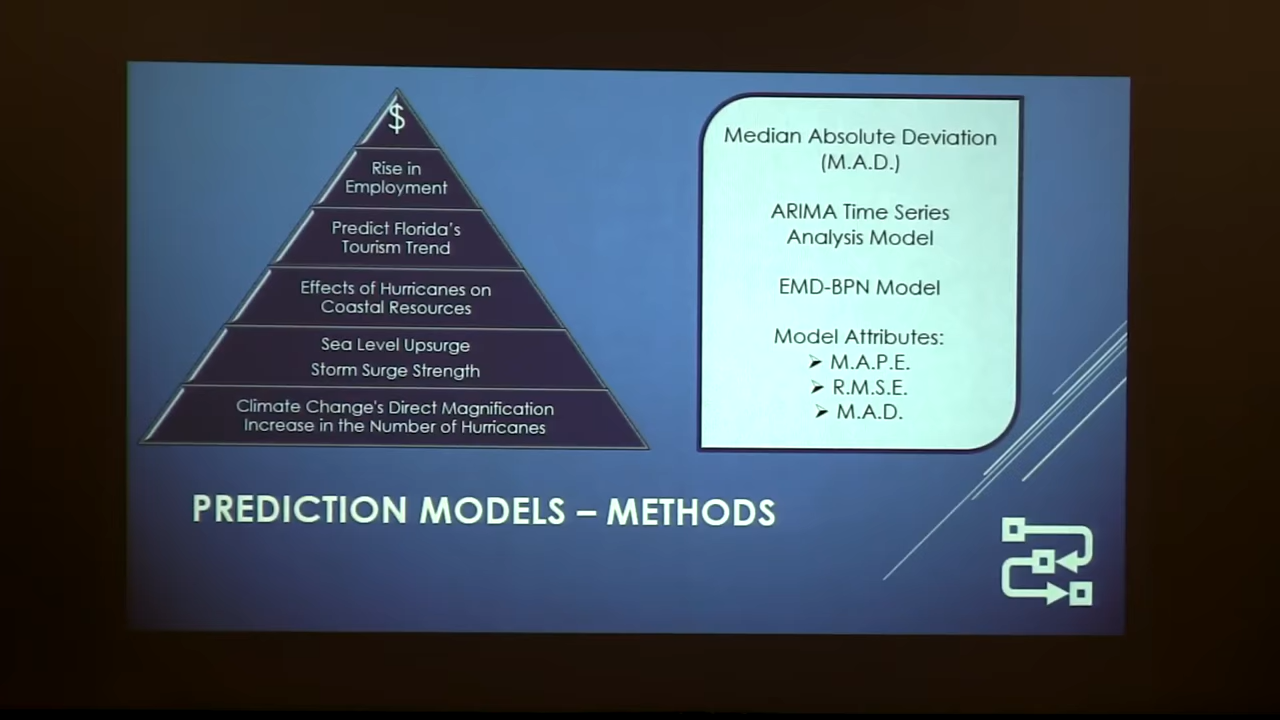 $
Rise in
Employment
Predict Florida's
Tourism Trend
Effects of Hurricanes on
Coastal Resources
Sea Level Upsurge
Storm Surge Strength
Climate Change's Direct Magnification
Increase in the Number of Hurricanes
Median Absolute Deviation
(M.A.D.)
ARIMA Time Series
Analysis Model
EMD-BPN Model
Model Attributes:
➢ M.A.P.E.
➢ R.M.S.E.
➢ M.A.D.
PREDICTION MODELS – METHODS